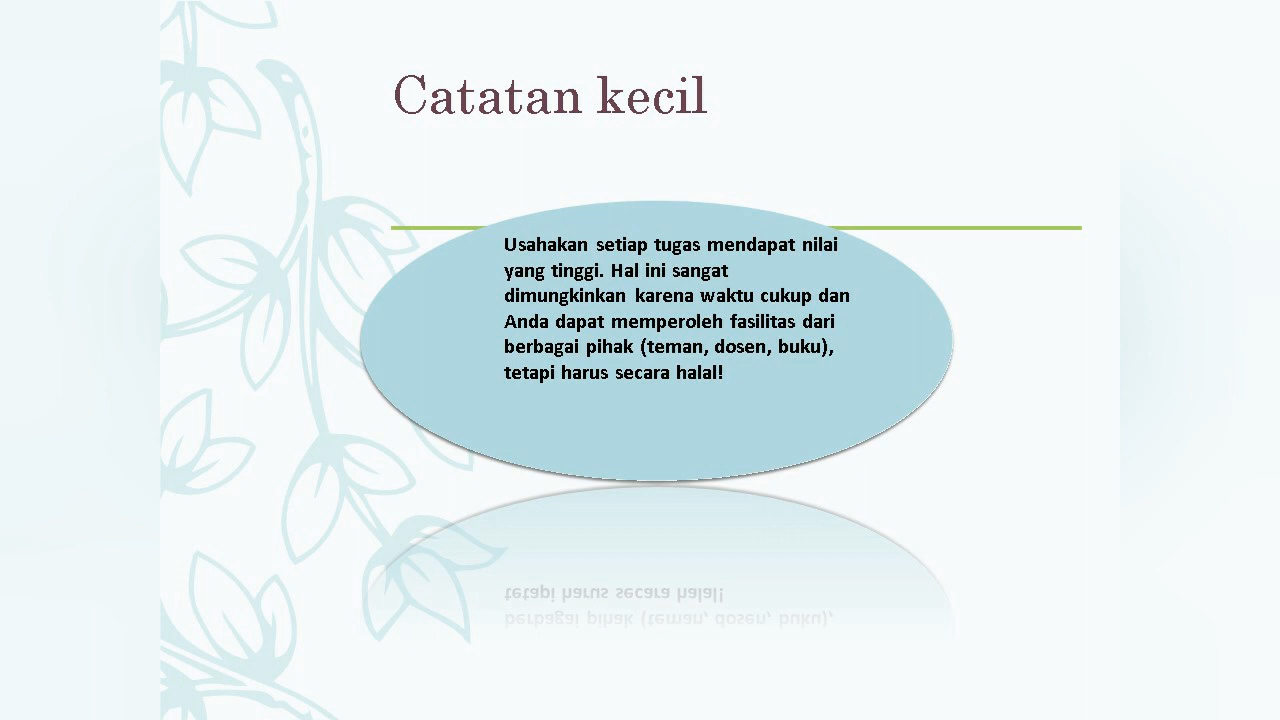 Catatan kecil
Usahakan setiap tugas mendapat nilai
yang tinggi. Hal ini sangat
dimungkinkan karena waktu cukup dan
Anda dapat memperoleh fasilitas dari
berbagai pihak (teman, dosen, buku),
tetapi harus secara halal!